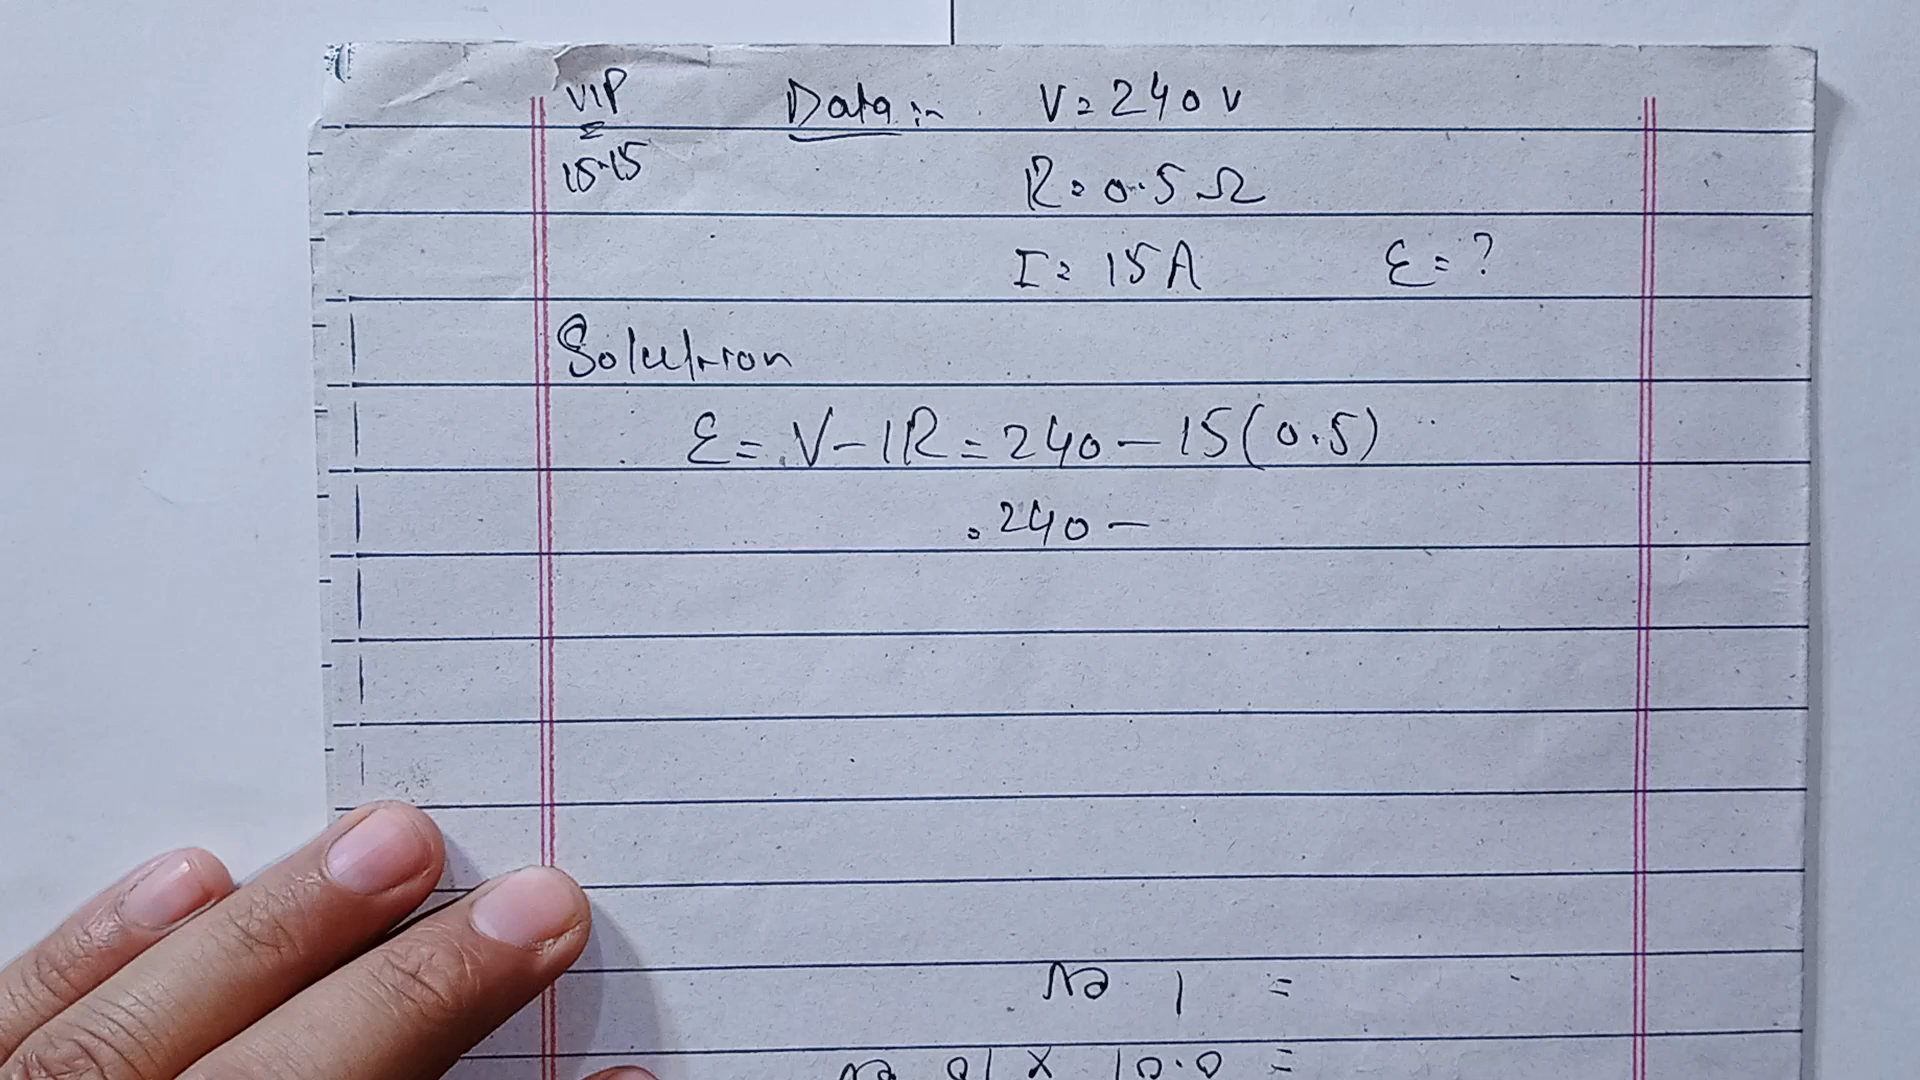 VIP Data:- V = 240 V
15.15 R = 0.5 Ω
I = 15 A ε = ?
Solution
ε = V - IR = 240 - 15(0.5)
= 240 -